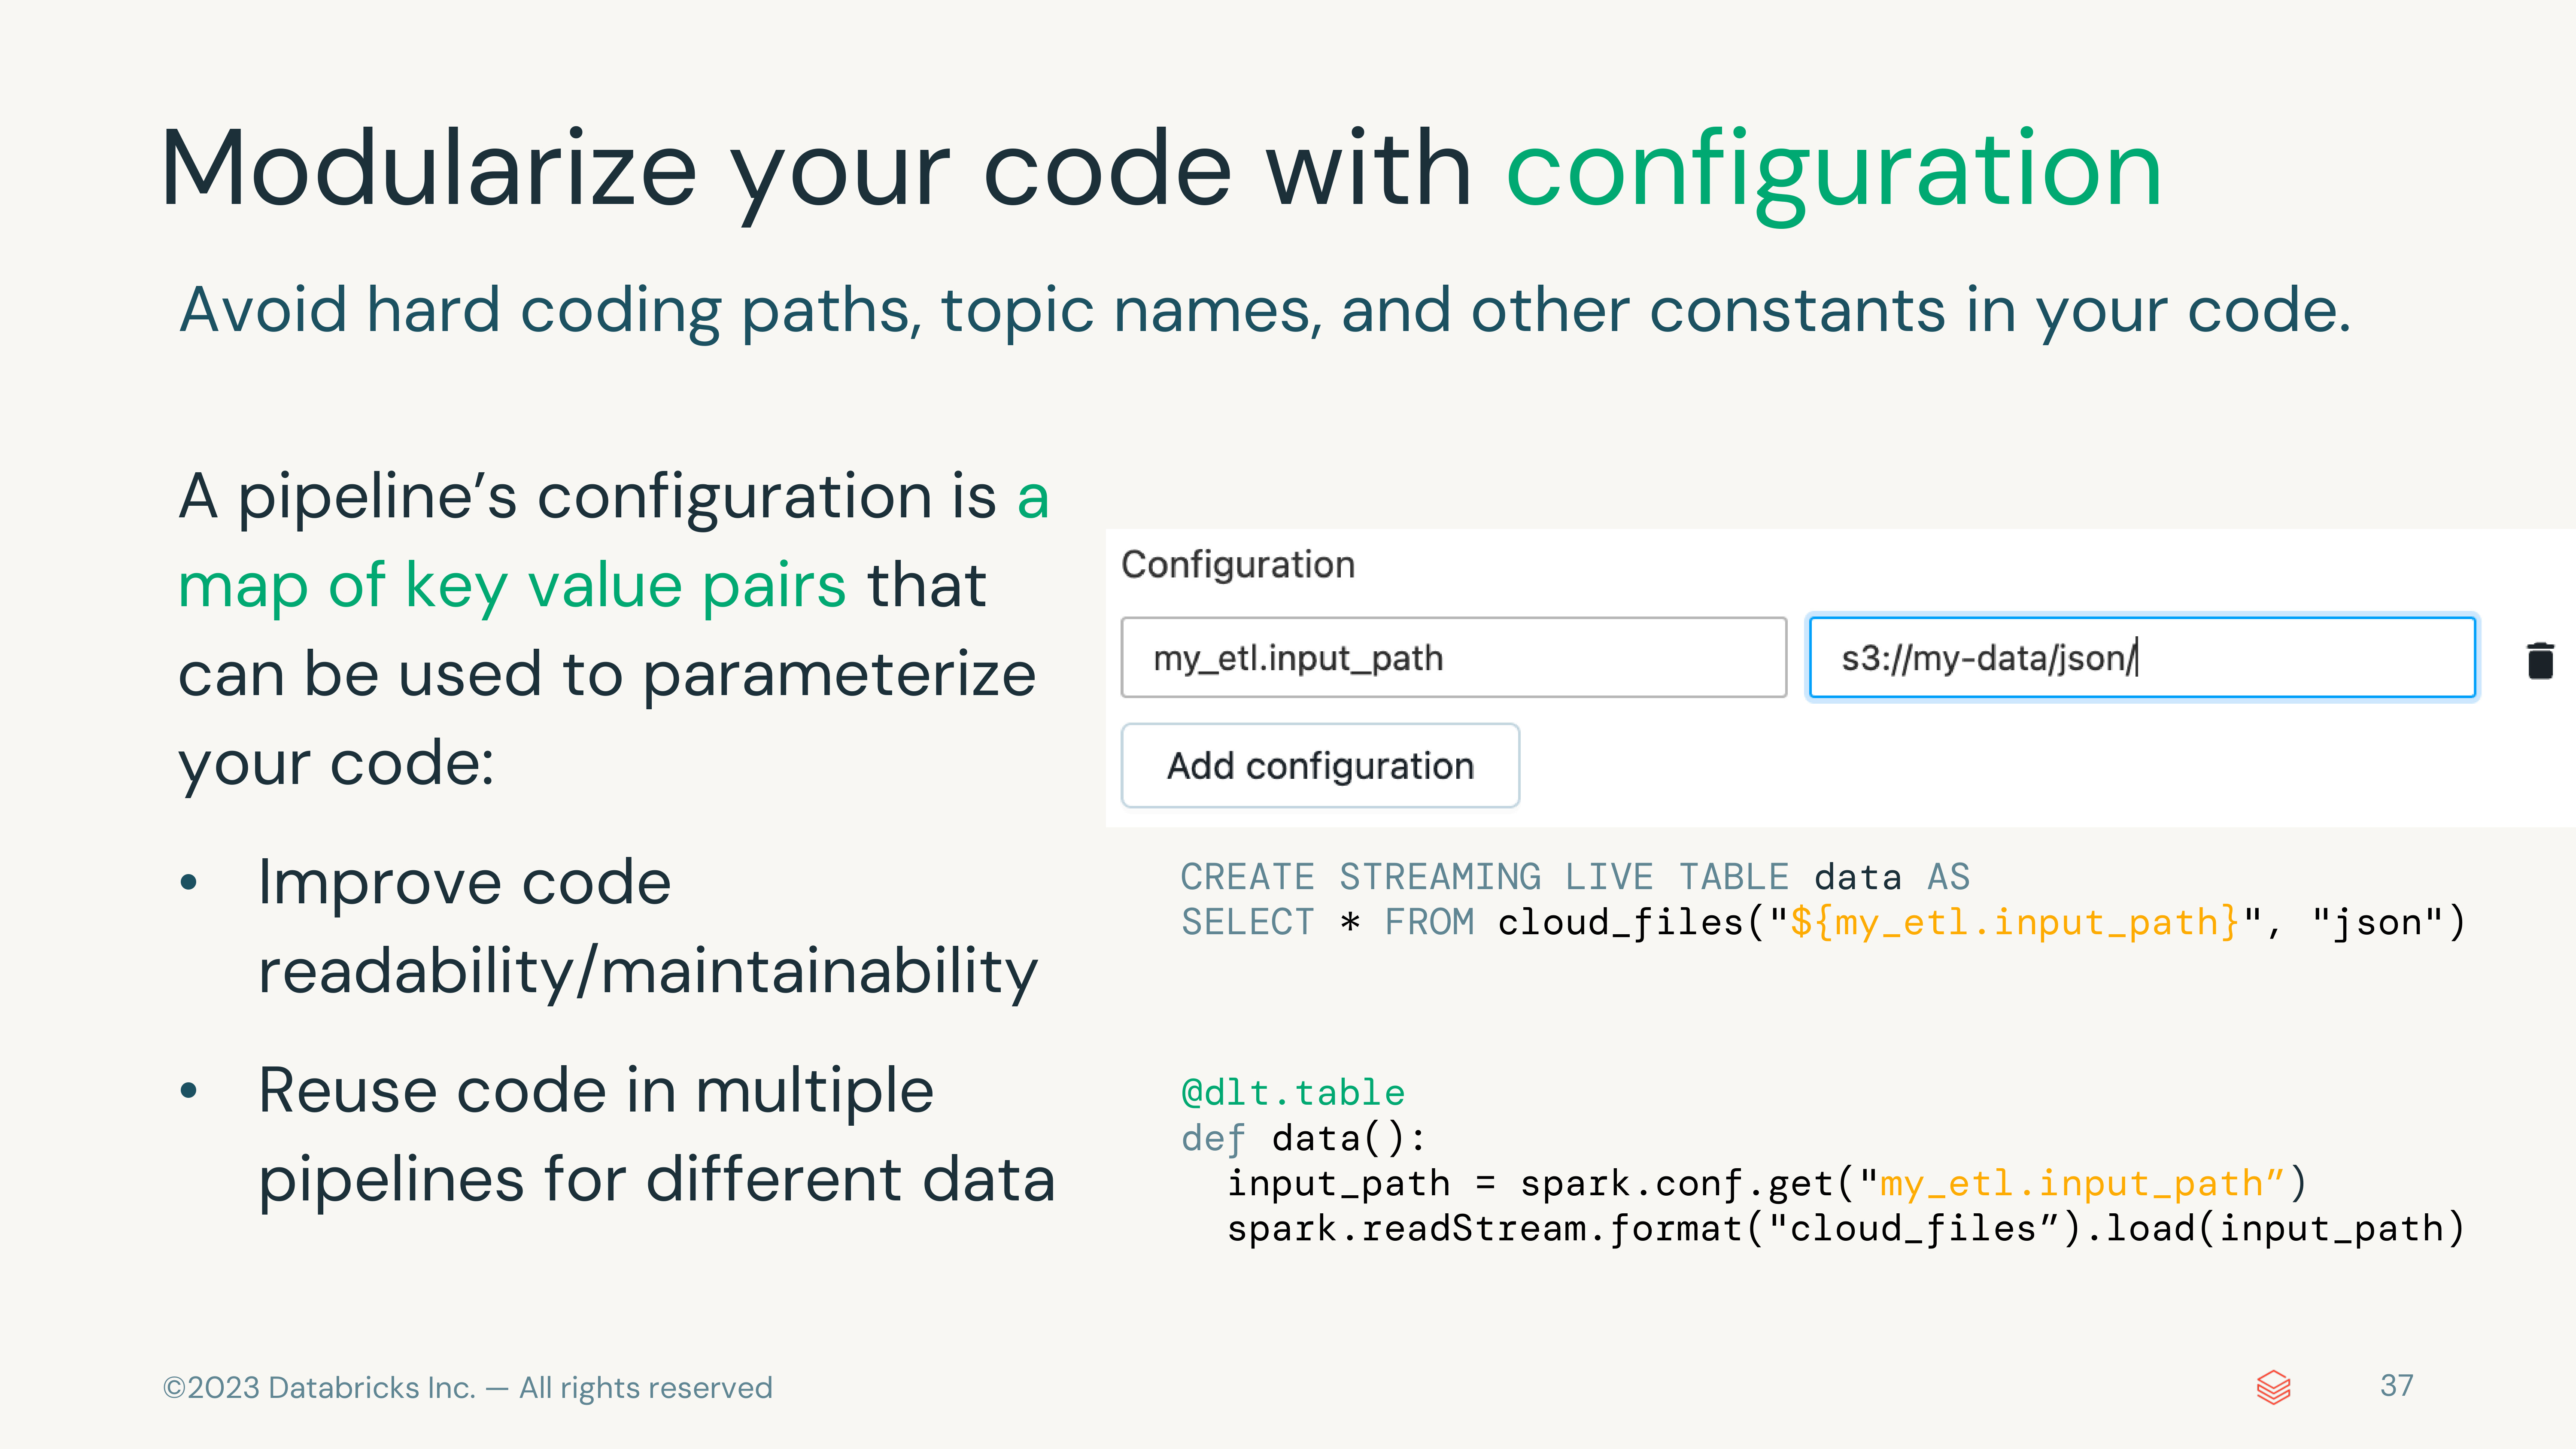 Modularize your code with configuration
Avoid hard coding paths, topic names, and other constants in your code.
A pipeline’s configuration is a
map of key value pairs that
can be used to parameterize
your code:
• Improve code
readability/maintainability
• Reuse code in multiple
pipelines for different data
Configuration
my_etl.input_path s3://my-data/json/
Add configuration
CREATE STREAMING LIVE TABLE data AS
SELECT * FROM cloud_files("${my_etl.input_path}", "json")
@dlt.table
def data():
  input_path = spark.conf.get("my_etl.input_path”)
  spark.readStream.format("cloud_files”).load(input_path)
©2023 Databricks Inc. — All rights reserved
37